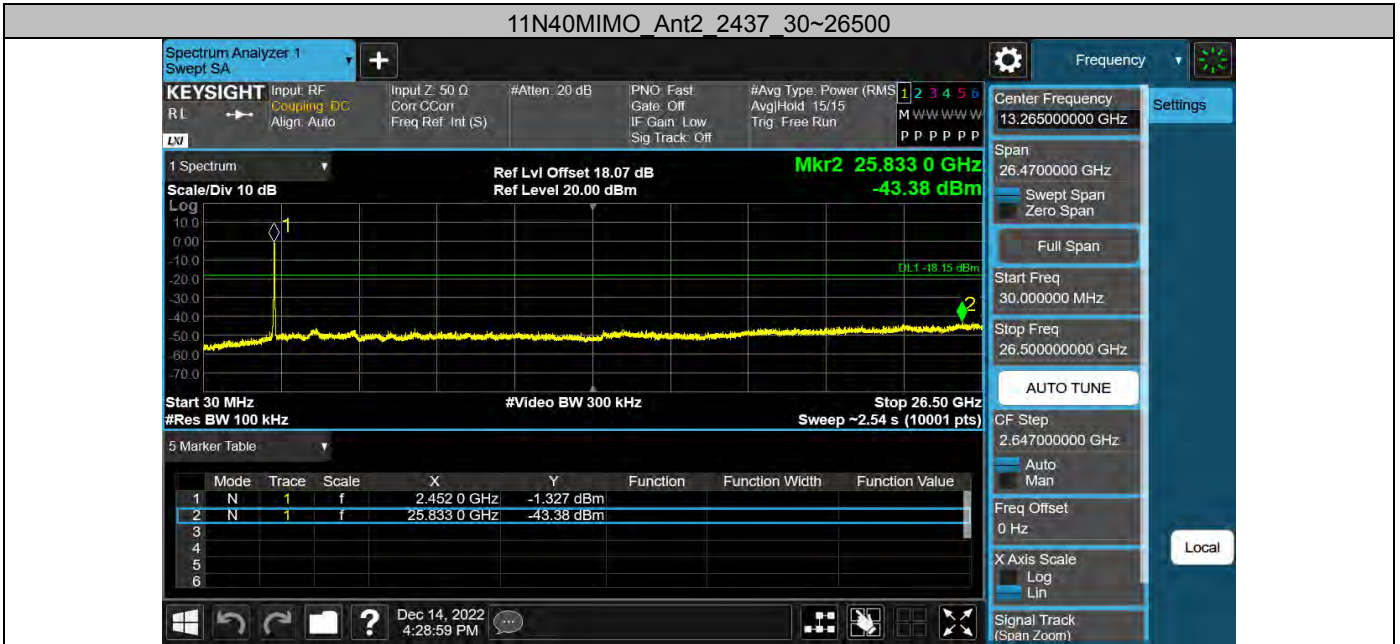 11N40MIMO_Ant2_2437_30~26500
Spectrum Analyzer 1
Swept SA
Frequency
KEYSIGHT
RL
LXI
Input: RF
Coupling: DC
Align: Auto
Input Z: 50 Ω
Corr CCorr
Freq Ref: Int (S)
#Atten: 20 dB
PNO: Fast
Gate: Off
IF Gain: Low
Sig Track: Off
#Avg Type: Power (RMS
Avg|Hold: 15/15
Trig: Free Run
1 2 3 4 5 6
M W W W W W
P P P P P P
Center Frequency
13.265000000 GHz
Settings
Span
26.4700000 GHz
Swept Span
Zero Span
Full Span
Start Freq
30.000000 MHz
Stop Freq
26.500000000 GHz
AUTO TUNE
CF Step
2.647000000 GHz
Auto
Man
Freq Offset
0 Hz
X Axis Scale
Log
Lin
Signal Track
(Span Zoom)
Local
1 Spectrum
Scale/Div 10 dB
Ref Lvl Offset 18.07 dB
Ref Level 20.00 dBm
Mkr2 25.833 0 GHz
-43.38 dBm
Log
10.0
0.00
-10.0
-20.0
-30.0
-40.0
-50.0
-60.0
-70.0
1
DL1 -18.15 dBm
2
Start 30 MHz
#Res BW 100 kHz
#Video BW 300 kHz
Stop 26.50 GHz
Sweep ~2.54 s (10001 pts)
5 Marker Table
Mode Trace Scale X Y Function Function Width Function Value
1 N 1 f 2.452 0 GHz -1.327 dBm
2 N 1 f 25.833 0 GHz -43.38 dBm
3
4
5
6
?
Dec 14, 2022
4:28:59 PM